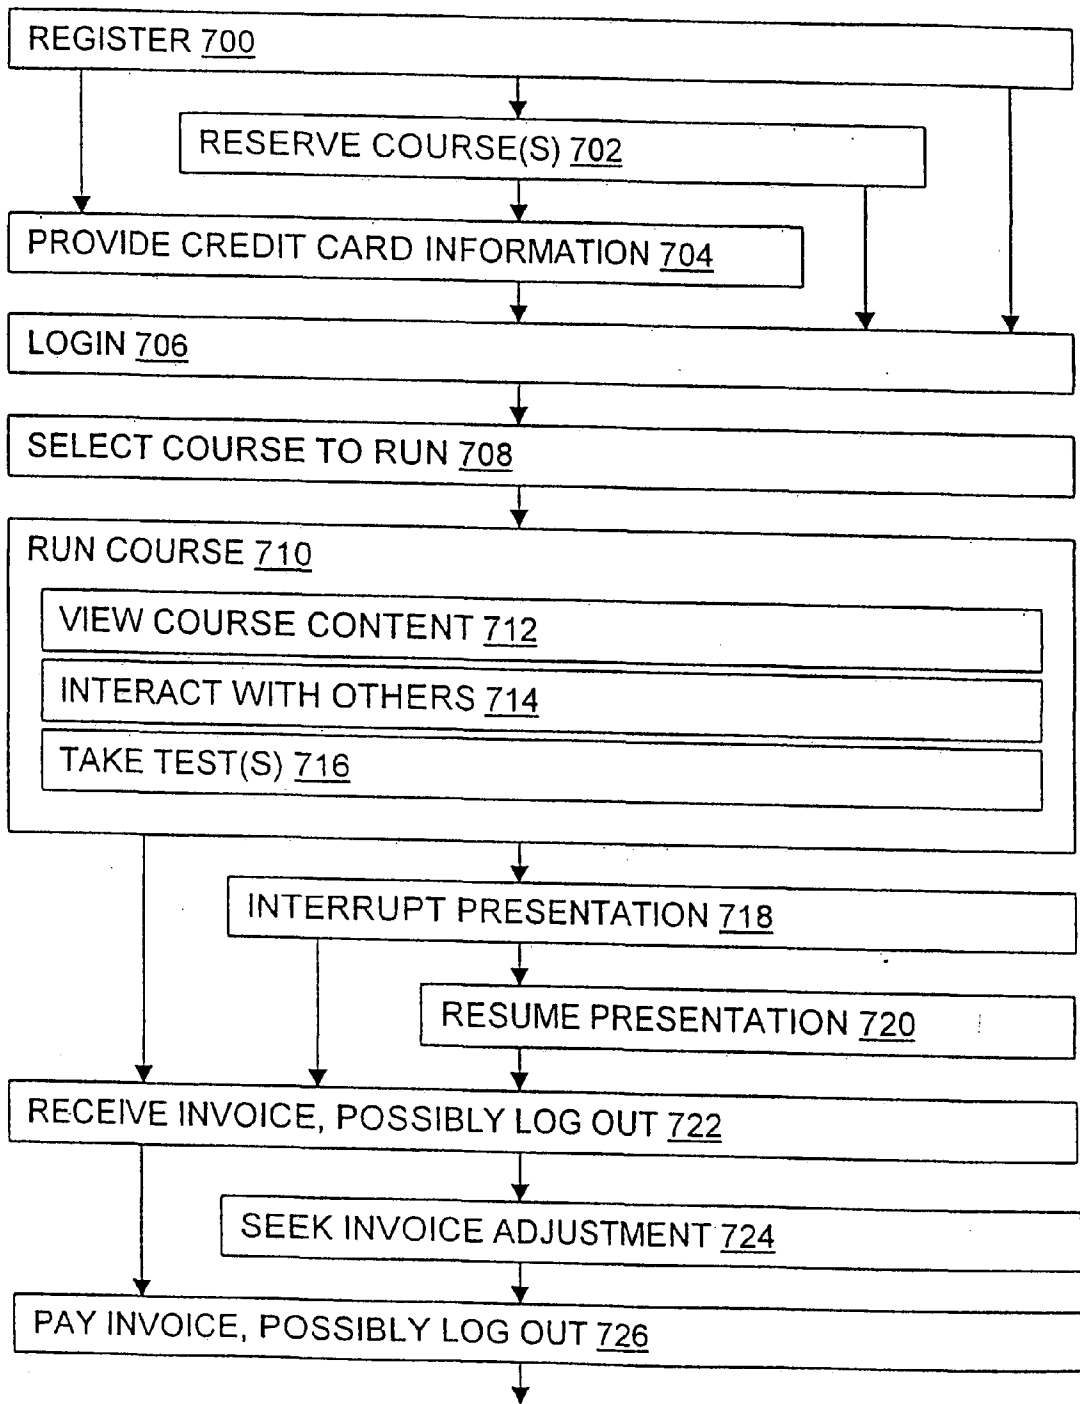 REGISTER 700
RESERVE COURSE(S) 702
PROVIDE CREDIT CARD INFORMATION 704
LOGIN 706
SELECT COURSE TO RUN 708
RUN COURSE 710
VIEW COURSE CONTENT 712
INTERACT WITH OTHERS 714
TAKE TEST(S) 716
INTERRUPT PRESENTATION 718
RESUME PRESENTATION 720
RECEIVE INVOICE, POSSIBLY LOG OUT 722
SEEK INVOICE ADJUSTMENT 724
PAY INVOICE, POSSIBLY LOG OUT 726